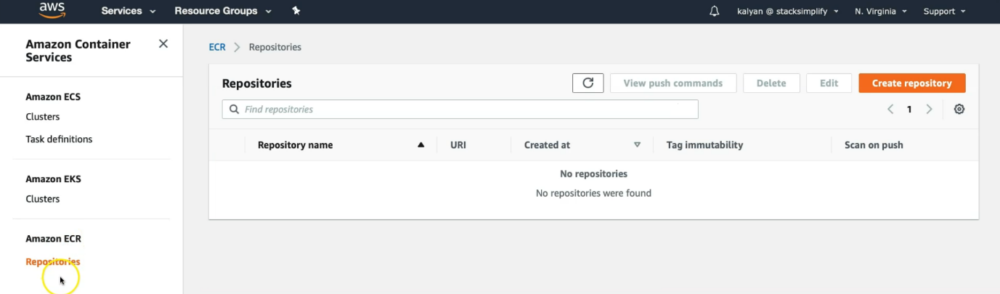 aws Services Resource Groups kalyan @ stacksimplify N. Virginia Support
Amazon Container
Services
ECR Repositories
Repositories View push commands Delete Edit Create repository
Find repositories 1
Amazon ECS
Clusters
Task definitions
Repository name URI Created at Tag immutability Scan on push
No repositories
No repositories were found
Amazon EKS
Clusters
Amazon ECR
Repositories